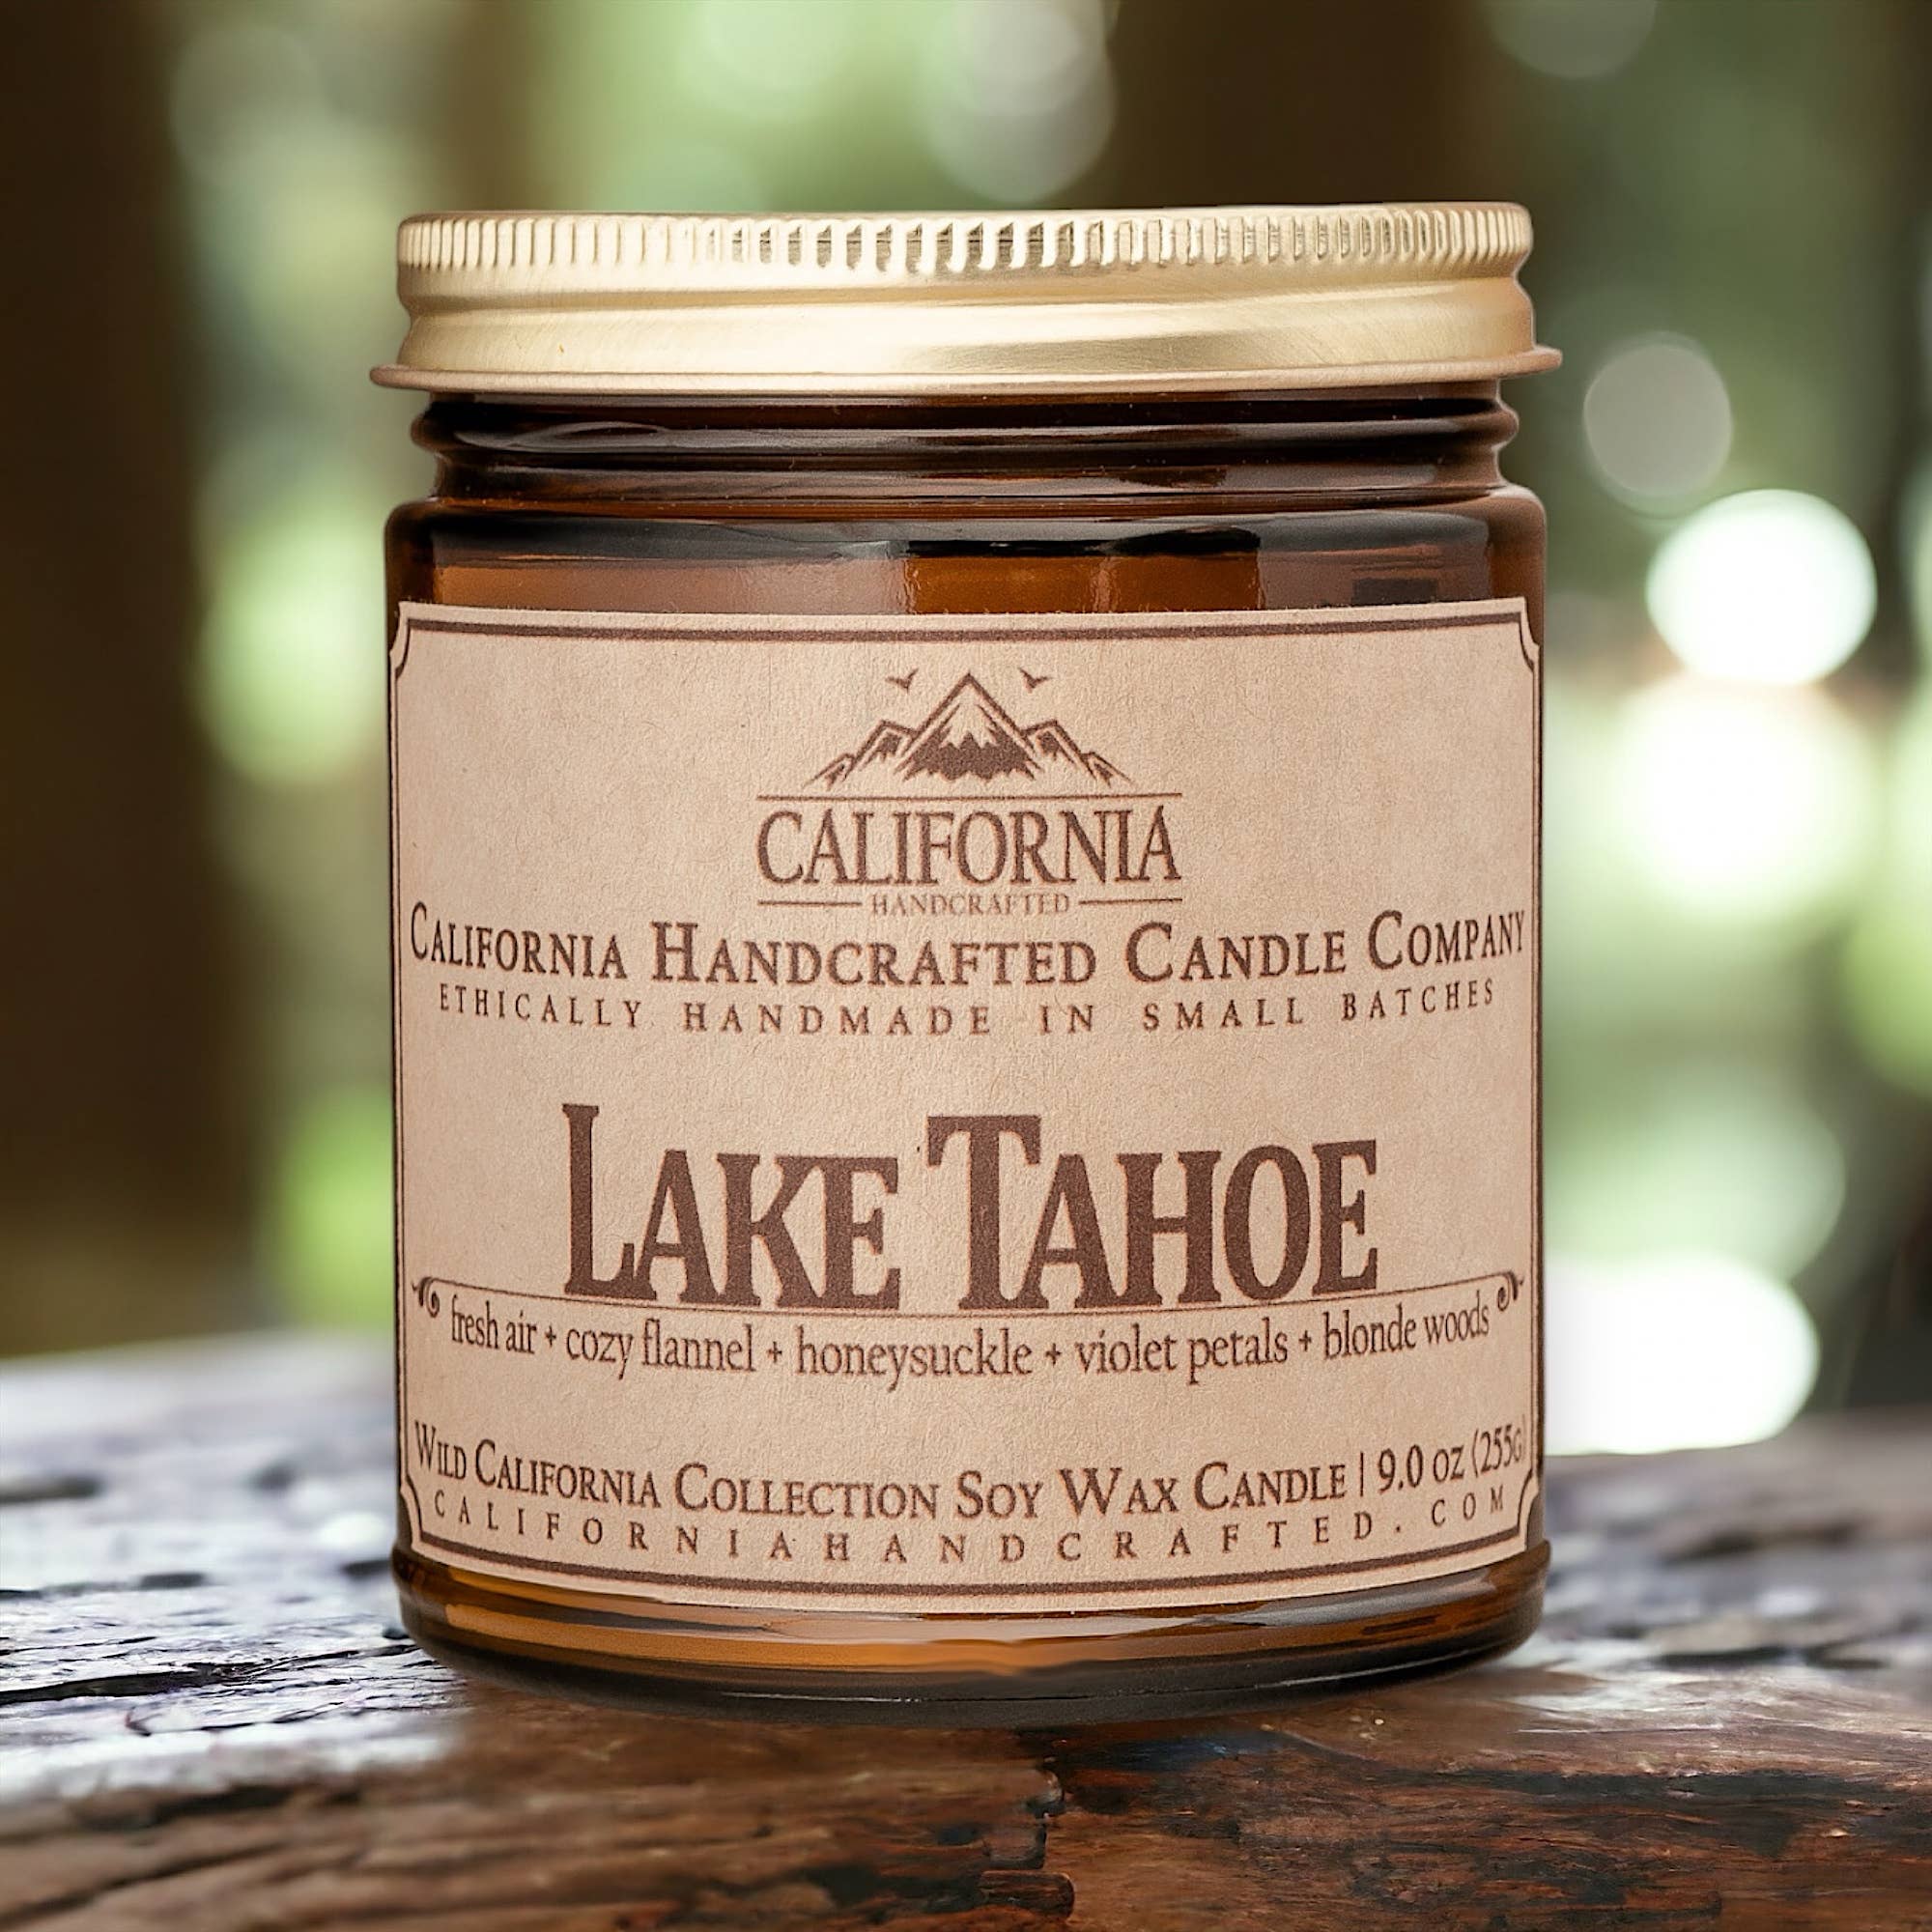 CALIFORNIA
HANDCRAFTED
CALIFORNIA HANDCRAFTED CANDLE COMPANY
ETHICALLY HANDMADE IN SMALL BATCHES
LAKE TAHOE
fresh air + cozy flannel + honeysuckle + violet petals + blonde woods
WILD CALIFORNIA COLLECTION SOY WAX CANDLE | 9.0 OZ (255G)
CALIFORNIAHANDCRAFTED.COM